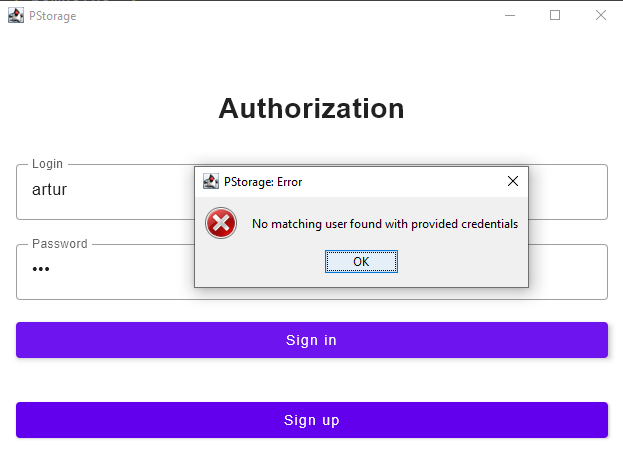 PStorage
Authorization
Login
artur
PStorage: Error
No matching user found with provided credentials
OK
Password
•••
Sign in
Sign up